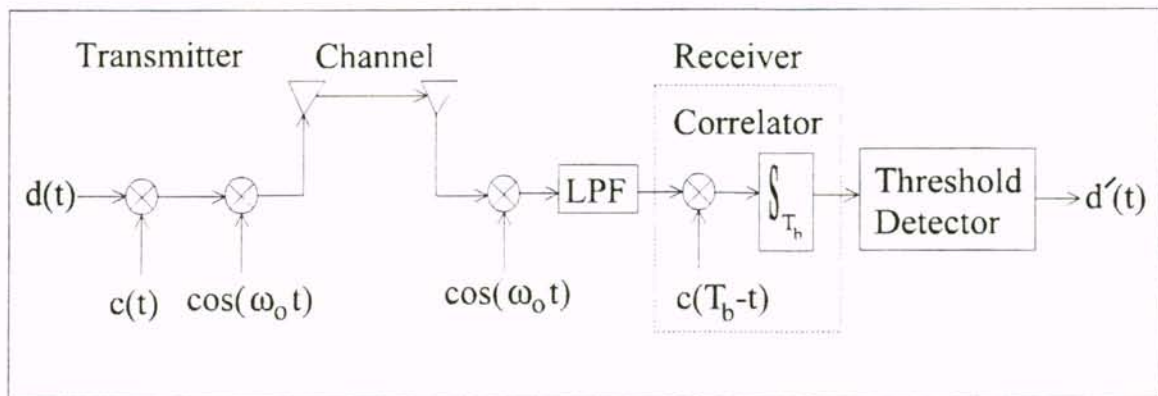 Transmitter
Channel
Receiver
Correlator
d(t)
LPF
∫T_b
Threshold
Detector
d′(t)
c(t)
cos(ω_o t)
cos(ω_o t)
c(T_b-t)